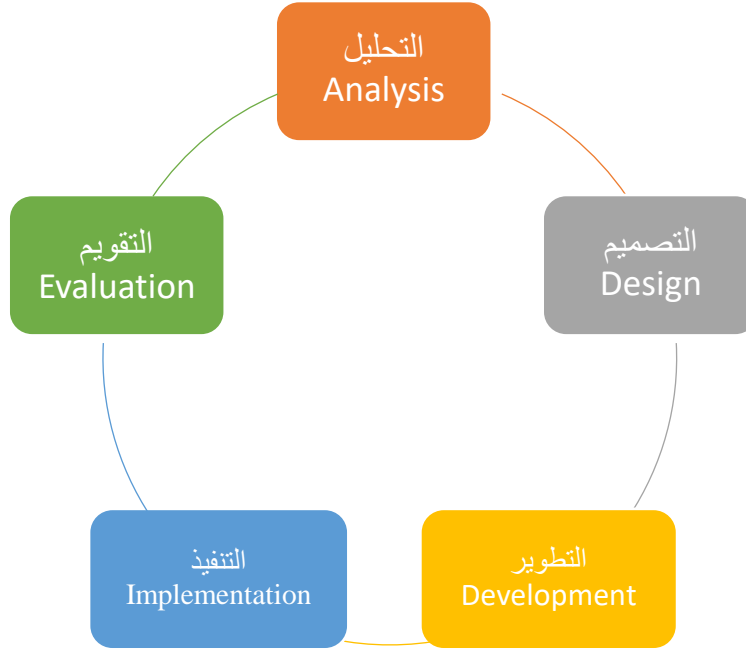 التحليل
Analysis
التصميم
Design
التطوير
Development
التنفيذ
Implementation
التقويم
Evaluation